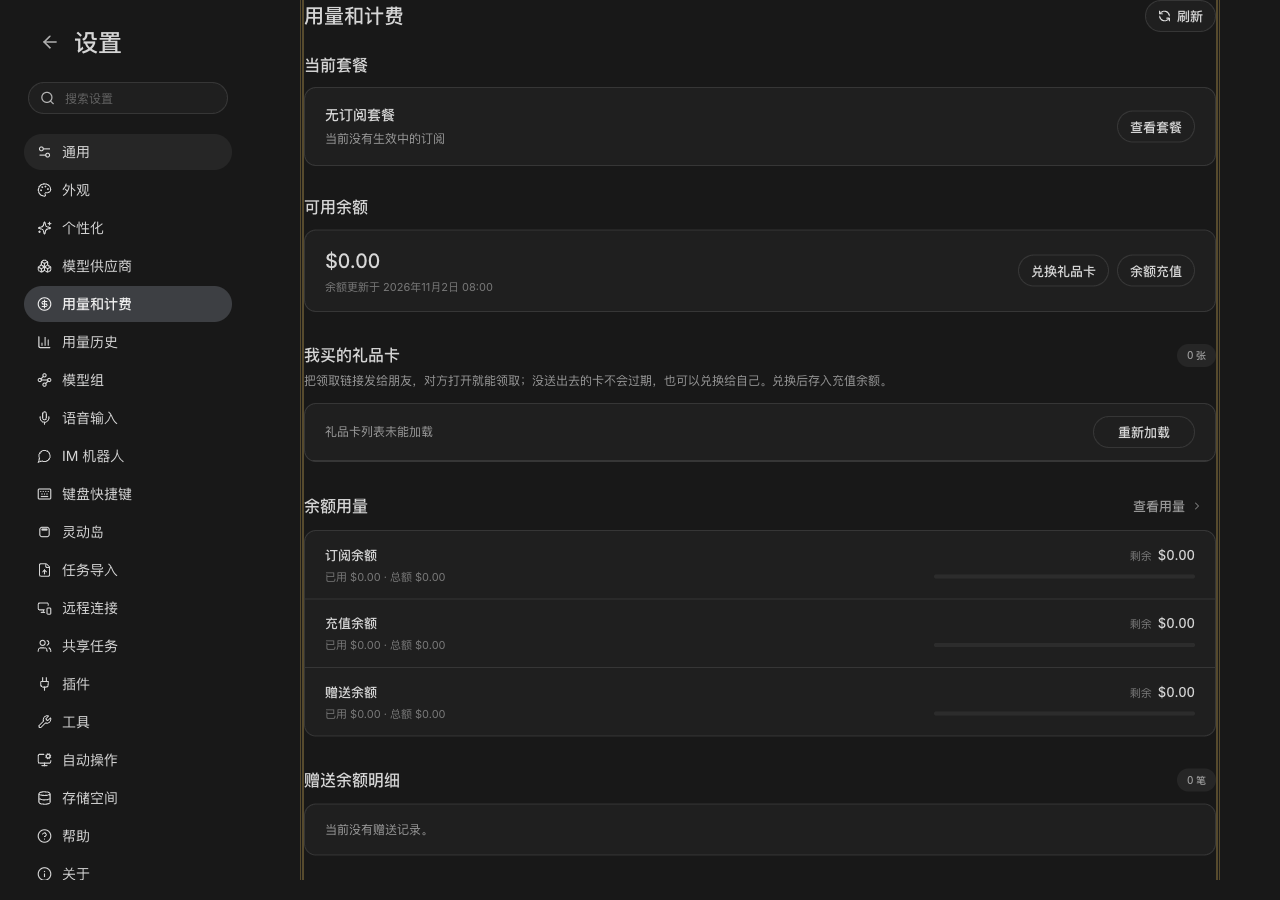 设置
搜索设置
通用
外观
个性化
模型供应商
用量和计费
用量历史
模型组
语音输入
IM 机器人
键盘快捷键
灵动岛
任务导入
远程连接
共享任务
插件
工具
自动操作
存储空间
帮助
关于
用量和计费
刷新
当前套餐
无订阅套餐
当前没有生效中的订阅
查看套餐
可用余额
$0.00
余额更新于 2026年11月2日 08:00
兑换礼品卡
余额充值
我买的礼品卡
0 张
把领取链接发给朋友，对方打开就能领取；没送出去的卡不会过期，也可以兑换给自己。兑换后存入充值余额。
礼品卡列表未能加载
重新加载
余额用量
查看用量
订阅余额
剩余 $0.00
已用 $0.00 · 总额 $0.00
充值余额
剩余 $0.00
已用 $0.00 · 总额 $0.00
赠送余额
剩余 $0.00
已用 $0.00 · 总额 $0.00
赠送余额明细
0 笔
当前没有赠送记录。